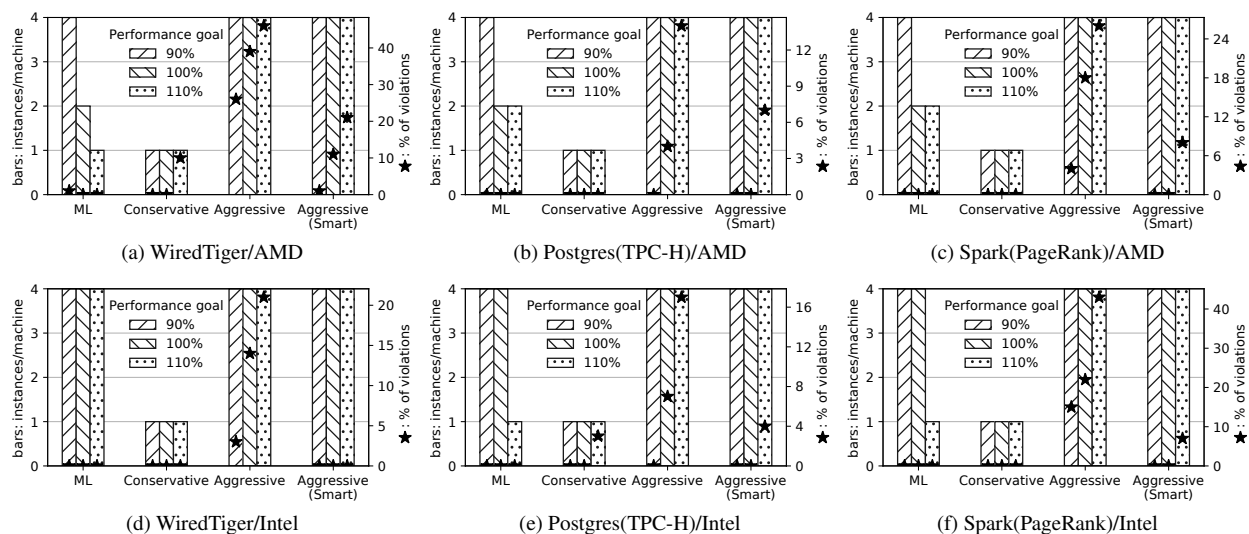 Performance goal
90%
100%
110%
bars: instances/machine
4
3
2
1
0
40
30
20
10
0
★: % of violations
ML Conservative Aggressive Aggressive
(Smart)
(a) WiredTiger/AMD
Performance goal
90%
100%
110%
bars: instances/machine
4
3
2
1
0
12
9
6
3
0
★: % of violations
ML Conservative Aggressive Aggressive
(Smart)
(b) Postgres(TPC-H)/AMD
Performance goal
90%
100%
110%
bars: instances/machine
4
3
2
1
0
24
18
12
6
0
★: % of violations
ML Conservative Aggressive Aggressive
(Smart)
(c) Spark(PageRank)/AMD
Performance goal
90%
100%
110%
bars: instances/machine
4
3
2
1
0
20
15
10
5
0
★: % of violations
ML Conservative Aggressive Aggressive
(Smart)
(d) WiredTiger/Intel
Performance goal
90%
100%
110%
bars: instances/machine
4
3
2
1
0
16
12
8
4
0
★: % of violations
ML Conservative Aggressive Aggressive
(Smart)
(e) Postgres(TPC-H)/Intel
Performance goal
90%
100%
110%
bars: instances/machine
4
3
2
1
0
40
30
20
10
0
★: % of violations
ML Conservative Aggressive Aggressive
(Smart)
(f) Spark(PageRank)/Intel